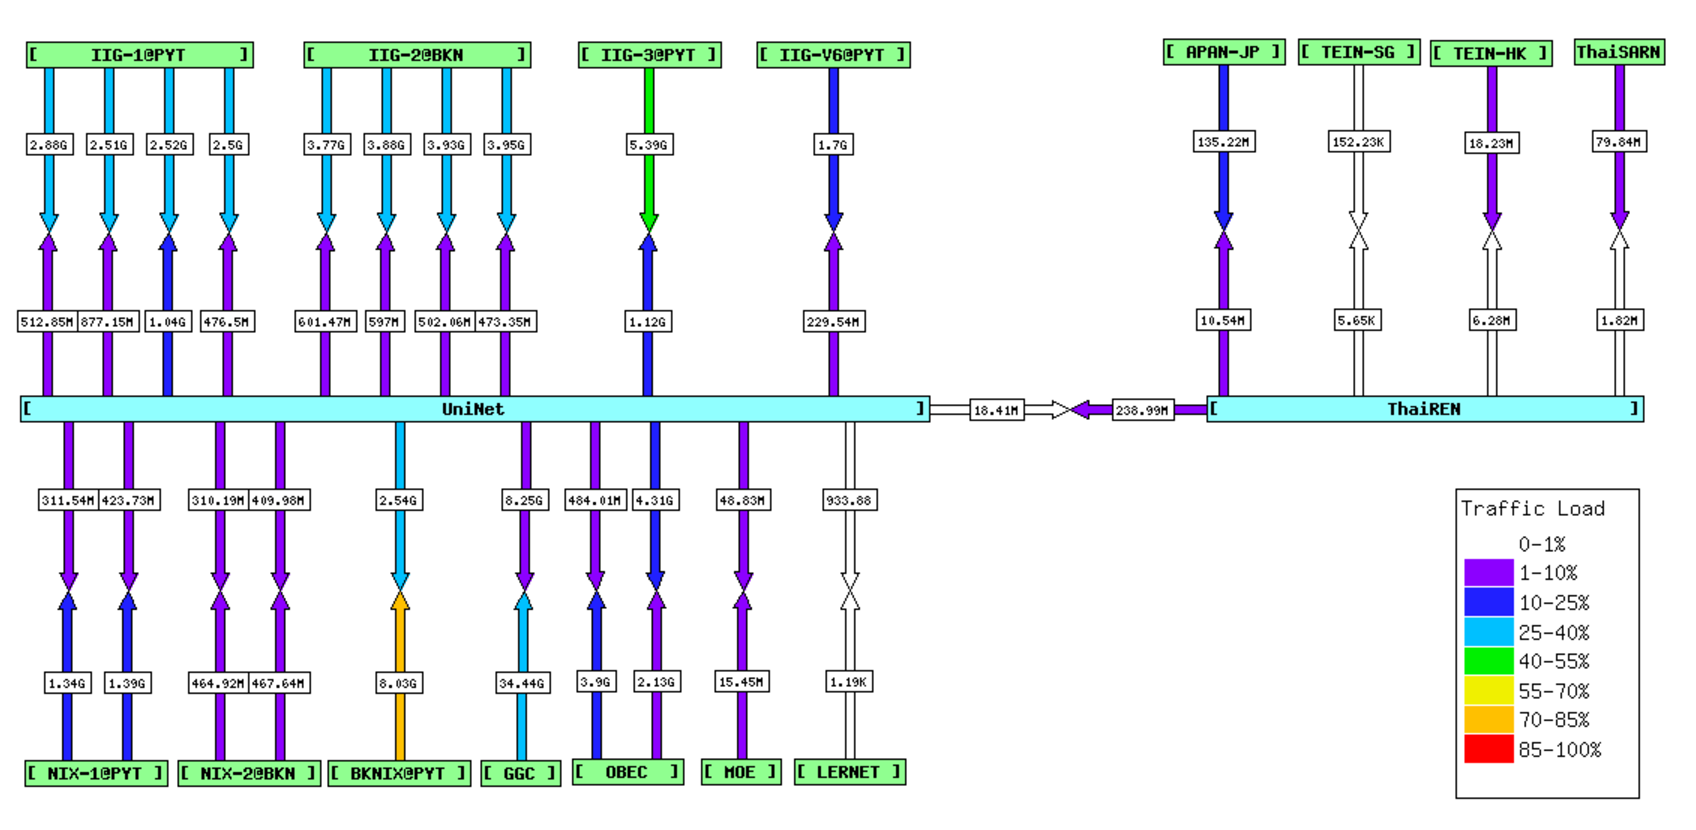 [ IIG-1@PYT ] [ IIG-2@BKN ] [ IIG-3@PYT ] [ IIG-V6@PYT ] [ APAN-JP ] [ TEIN-SG ] [ TEIN-HK ] ThaiSARN
2.88G 2.51G 2.52G 2.5G 3.77G 3.88G 3.93G 3.95G 5.39G 1.7G 135.22M 152.23K 18.23M 79.84M
512.85M 877.15M 1.04G 476.5M 601.47M 597M 502.06M 473.35M 1.12G 229.54M 10.54M 5.65K 6.28M 1.82M
[ UniNet ] 18.41M 238.99M [ ThaiREN ]
311.54M 423.73M 310.19M 409.98M 2.54G 8.25G 484.01M 4.31G 48.83M 933.88
1.34G 1.39G 464.92M 467.64M 8.03G 34.44G 3.9G 2.13G 15.45M 1.19K
[ NIX-1@PYT ] [ NIX-2@BKN ] [ BKNIX@PYT ] [ GGC ] [ OBEC ] [ MOE ] [ LERNET ]
Traffic Load
0-1%
1-10%
10-25%
25-40%
40-55%
55-70%
70-85%
85-100%